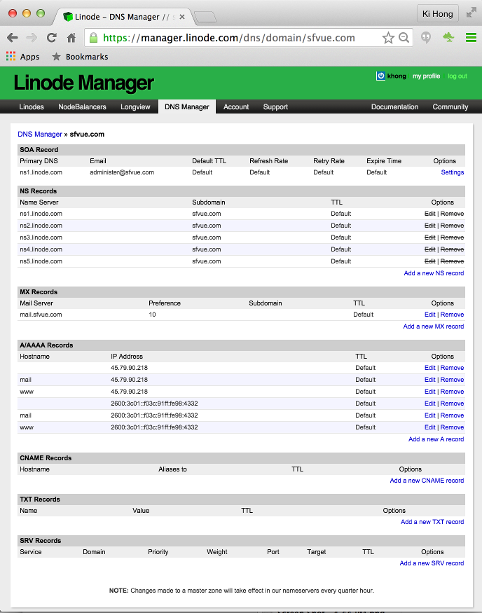 Linode - DNS Manager // s
Ki Hong
https://manager.linode.com/dns/domain/sfvue.com
Apps Bookmarks
Linode Manager
khong my profile log out
Linodes NodeBalancers Longview DNS Manager Account Support Documentation Community
DNS Manager » sfvue.com
SOA Record
Primary DNS Email Default TTL Refresh Rate Retry Rate Expire Time Options
ns1.linode.com administer@sfvue.com Default Default Default Default Settings
NS Records
Name Server Subdomain TTL Options
ns1.linode.com sfvue.com Default Edit | Remove
ns2.linode.com sfvue.com Default Edit | Remove
ns3.linode.com sfvue.com Default Edit | Remove
ns4.linode.com sfvue.com Default Edit | Remove
ns5.linode.com sfvue.com Default Edit | Remove
Add a new NS record
MX Records
Mail Server Preference Subdomain TTL Options
mail.sfvue.com 10 Default Edit | Remove
Add a new MX record
A/AAAA Records
Hostname IP Address TTL Options
45.79.90.218 Default Edit | Remove
mail 45.79.90.218 Default Edit | Remove
www 45.79.90.218 Default Edit | Remove
2600:3c01::f03c:91ff:fe98:4332 Default Edit | Remove
mail 2600:3c01::f03c:91ff:fe98:4332 Default Edit | Remove
www 2600:3c01::f03c:91ff:fe98:4332 Default Edit | Remove
Add a new A record
CNAME Records
Hostname Aliases to TTL Options
Add a new CNAME record
TXT Records
Name Value TTL Options
Add a new TXT record
SRV Records
Service Domain Priority Weight Port Target TTL Options
Add a new SRV record
NOTE: Changes made to a master zone will take effect in our nameservers every quarter hour.